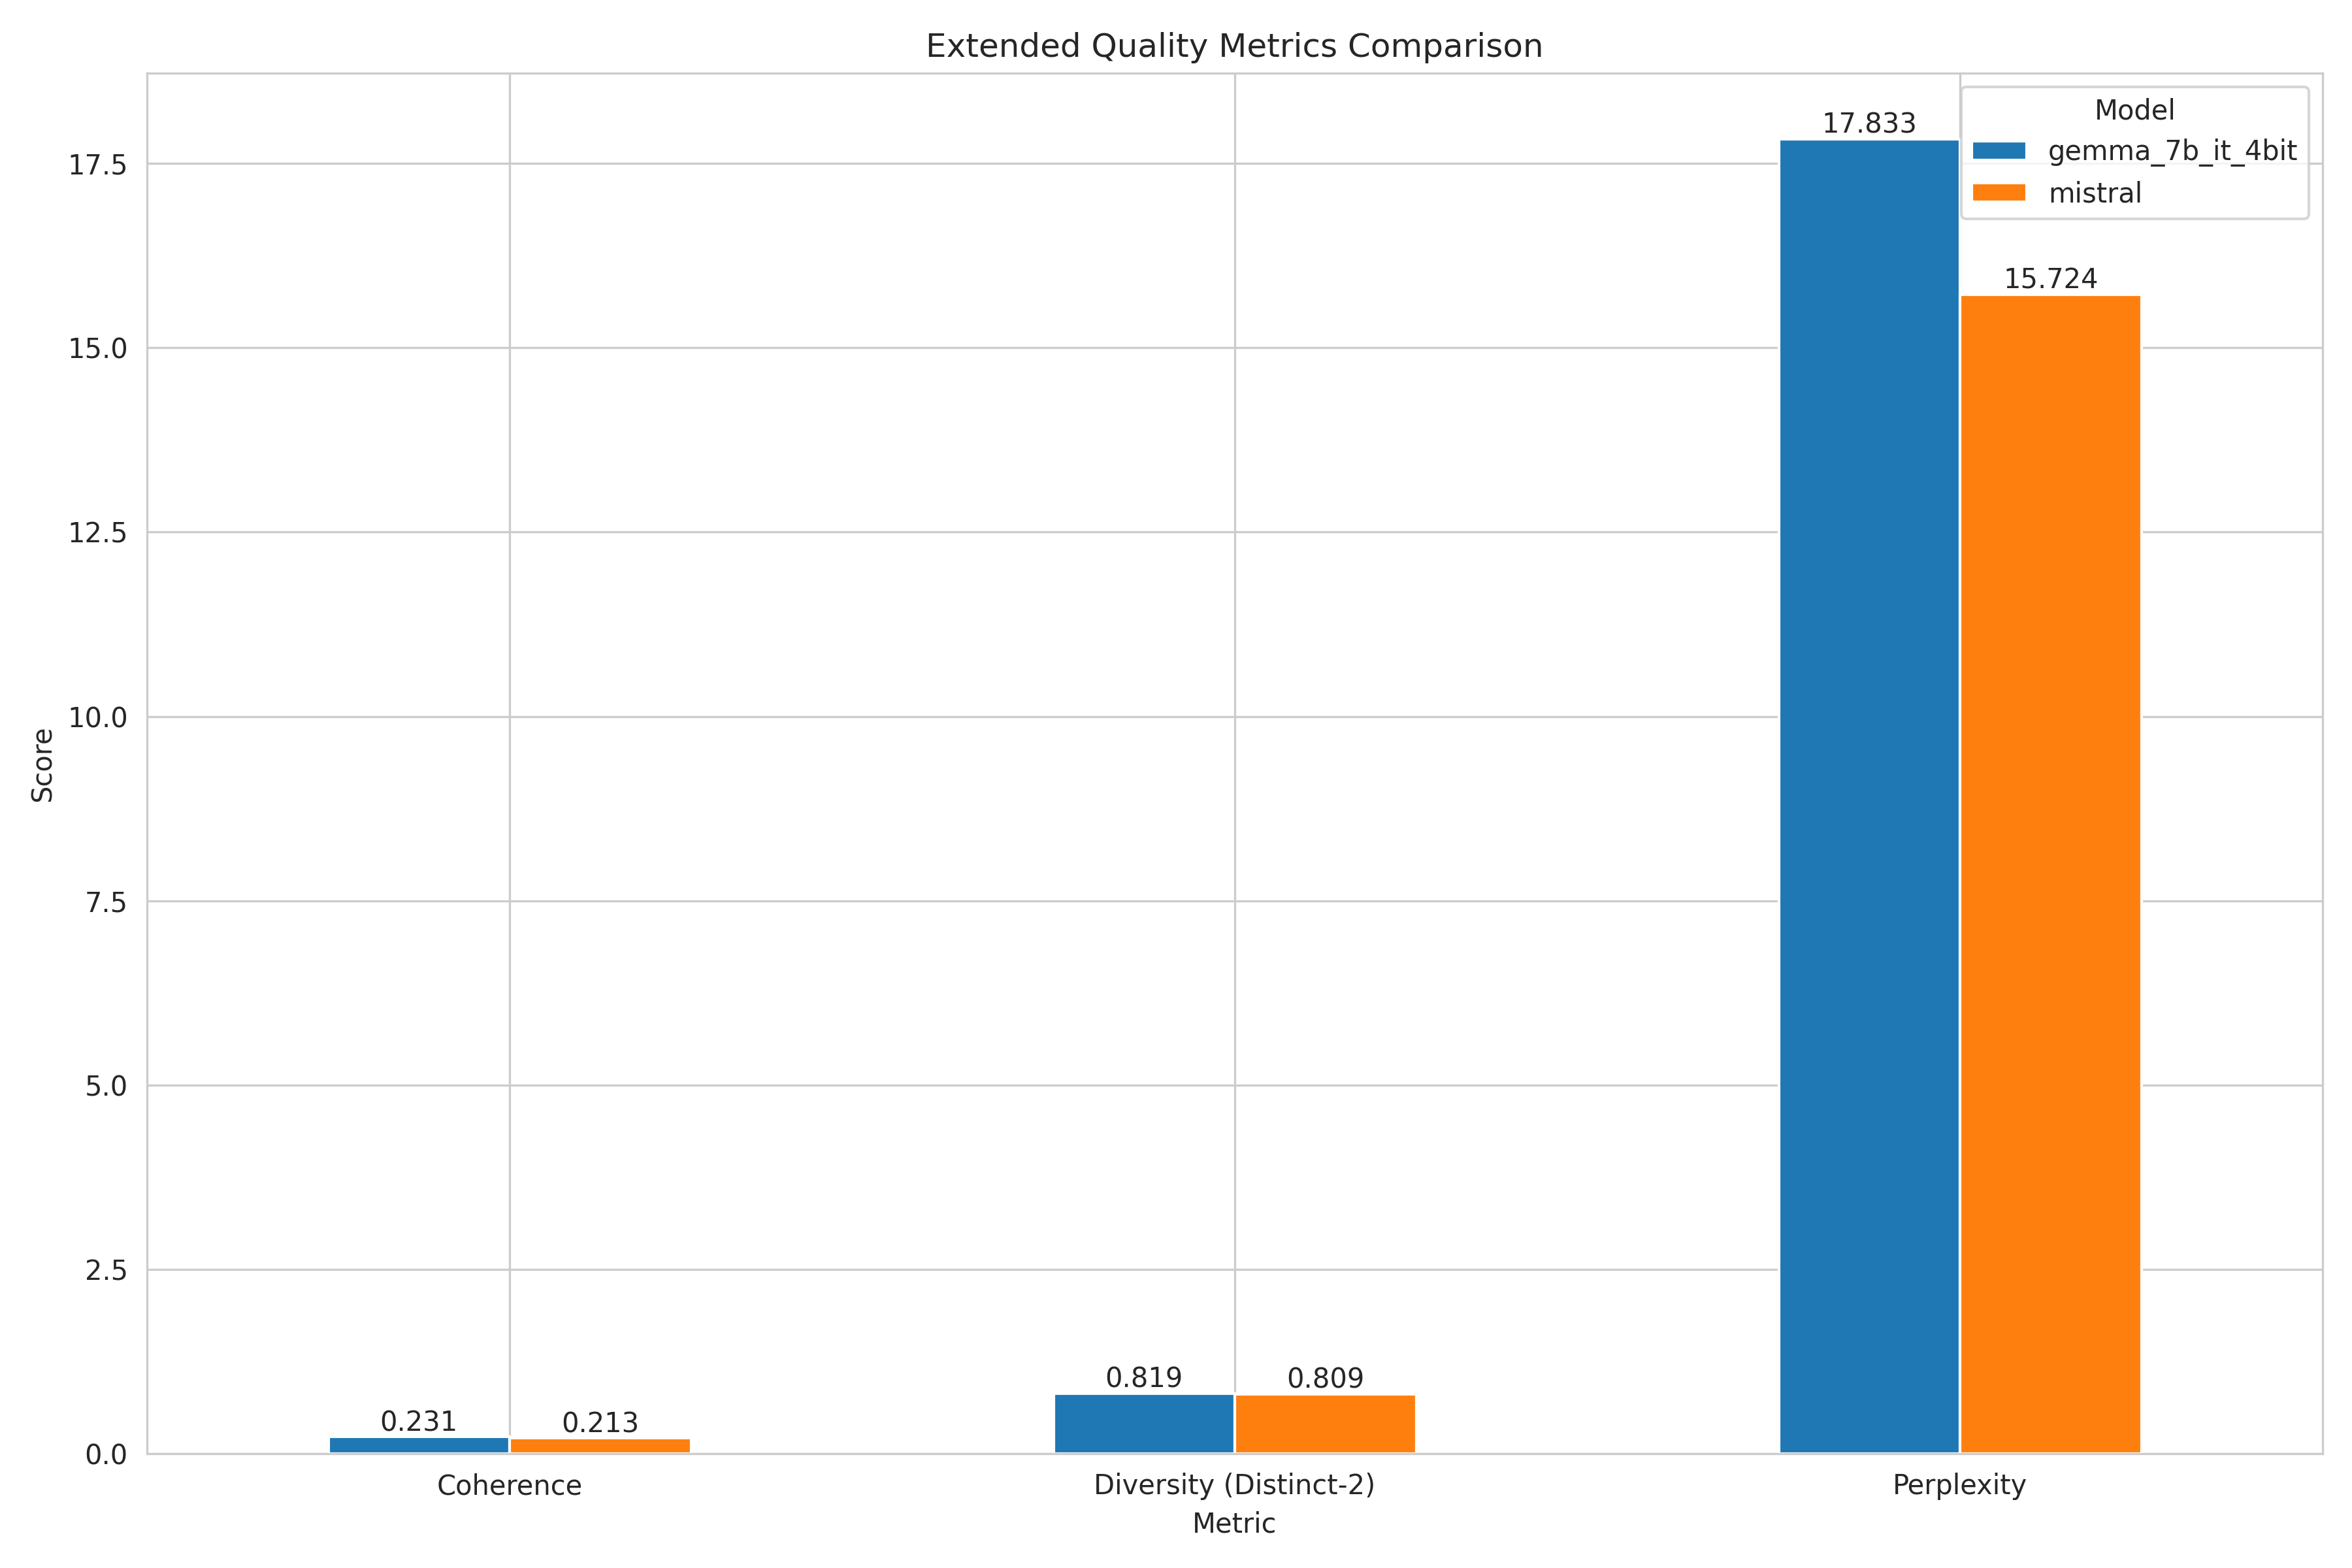 Extended Quality Metrics Comparison
Model
gemma_7b_it_4bit
mistral
17.833
15.724
0.819
0.809
0.231
0.213
17.5
15.0
12.5
10.0
7.5
5.0
2.5
0.0
Score
Coherence
Diversity (Distinct-2)
Perplexity
Metric